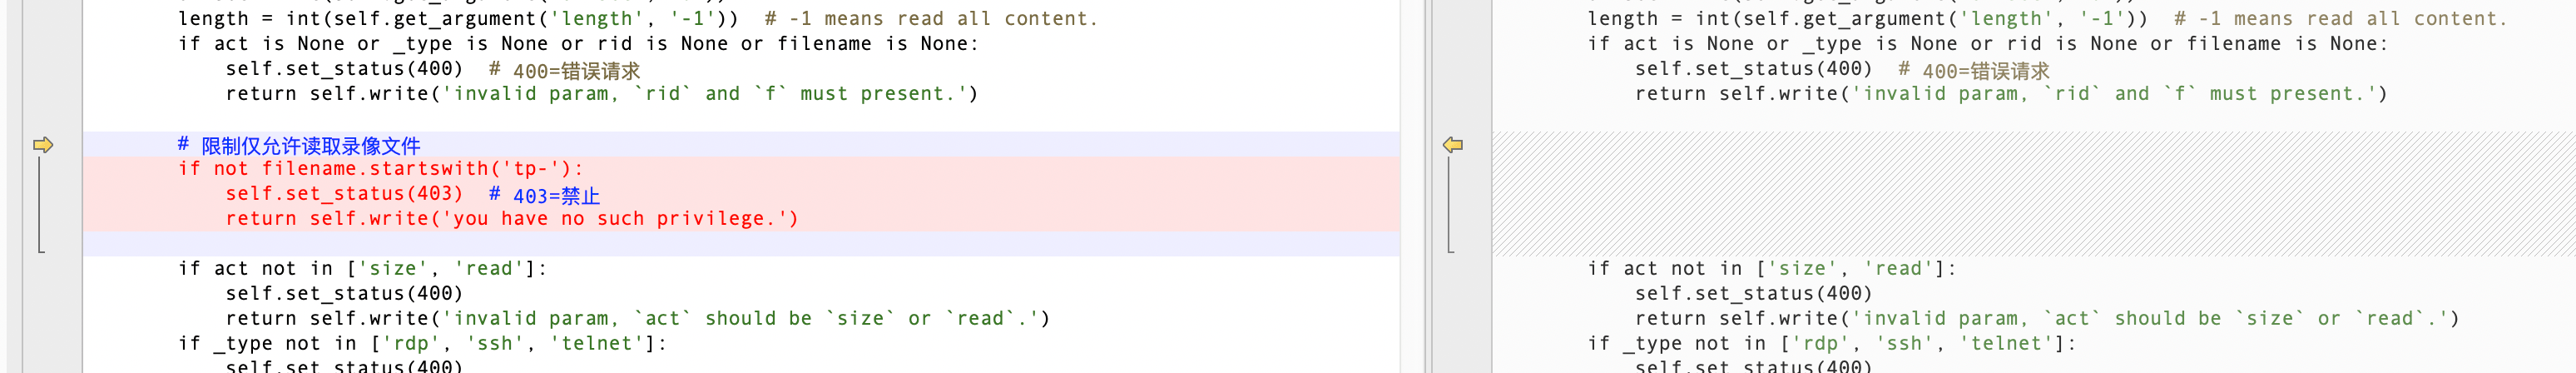 length = int(self.get_argument('length', '-1'))  # -1 means read all content.
if act is None or _type is None or rid is None or filename is None:
    self.set_status(400)  # 400=错误请求
    return self.write('invalid param, `rid` and `f` must present.')
# 限制仅允许读取录像文件
if not filename.startswith('tp-'):
    self.set_status(403)  # 403=禁止
    return self.write('you have no such privilege.')
if act not in ['size', 'read']:
    self.set_status(400)
    return self.write('invalid param, `act` should be `size` or `read`.')
if _type not in ['rdp', 'ssh', 'telnet']:
    self.set_status(400)
length = int(self.get_argument('length', '-1'))  # -1 means read all content.
if act is None or _type is None or rid is None or filename is None:
    self.set_status(400)  # 400=错误请求
    return self.write('invalid param, `rid` and `f` must present.')
if act not in ['size', 'read']:
    self.set_status(400)
    return self.write('invalid param, `act` should be `size` or `read`.')
if _type not in ['rdp', 'ssh', 'telnet']:
    self.set_status(400)